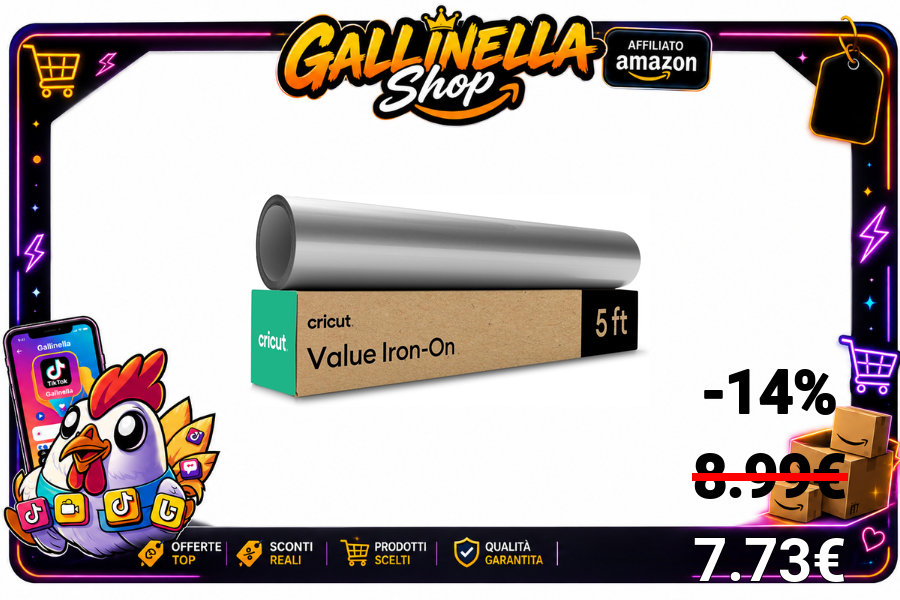 GALLINELLA
Shop
AFFILIATO
amazon
cricut
cricut
Value Iron-On
5 ft
Gallinella
TikTok
Gallinella
-14%
8.99€
7.73€
OFFERTE
TOP
SCONTI
REALI
PRODOTTI
SCELTI
QUALITÀ
GARANTITA